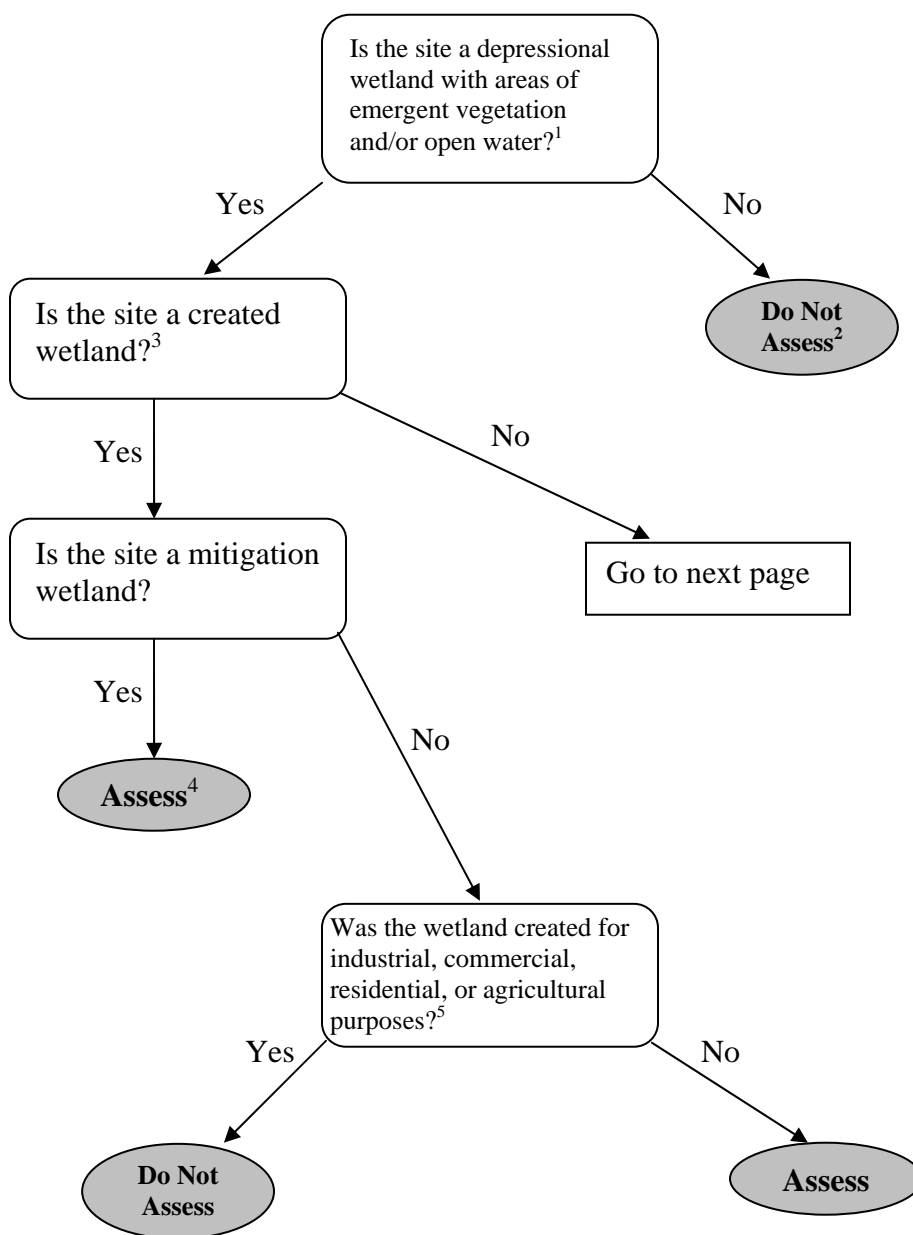 Is the site a depressional
wetland with areas of
emergent vegetation
and/or open water?1
Yes
No
Is the site a created
wetland?3
Do Not
Assess2
Yes
No
Is the site a mitigation
wetland?
Go to next page
Yes
No
Assess4
Was the wetland created for
industrial, commercial,
residential, or agricultural
purposes?5
Yes
No
Do Not
Assess
Assess